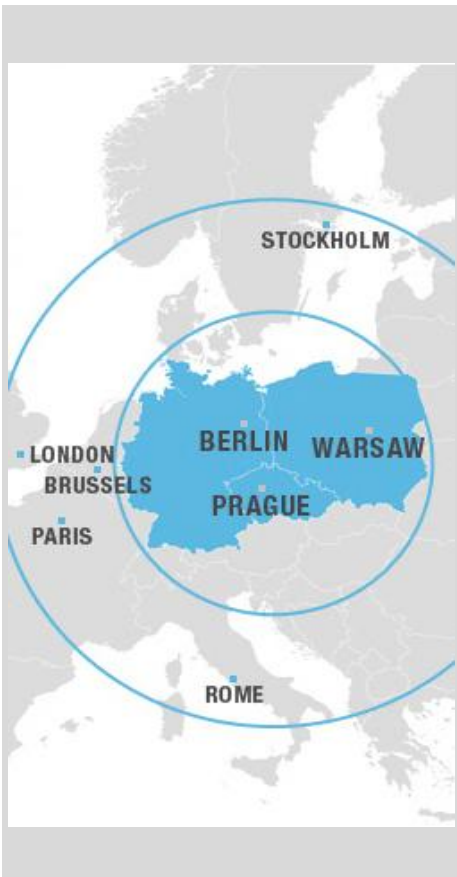 STOCKHOLM
BERLIN
WARSAW
LONDON
BRUSSELS
PRAGUE
PARIS
ROME